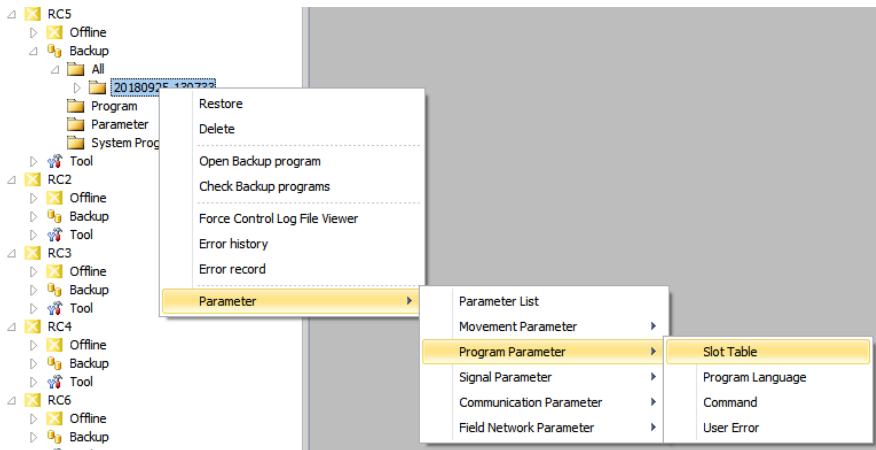 RC5
Offline
Backup
All
20180925
Program
Parameter
System Prog
Tool
RC2
Offline
Backup
Tool
RC3
Offline
Backup
Tool
RC4
Offline
Backup
Tool
RC6
Offline
Backup
Restore
Delete
Open Backup program
Check Backup programs
Force Control Log File Viewer
Error history
Error record
Parameter
Parameter List
Movement Parameter
Program Parameter
Signal Parameter
Communication Parameter
Field Network Parameter
Slot Table
Program Language
Command
User Error